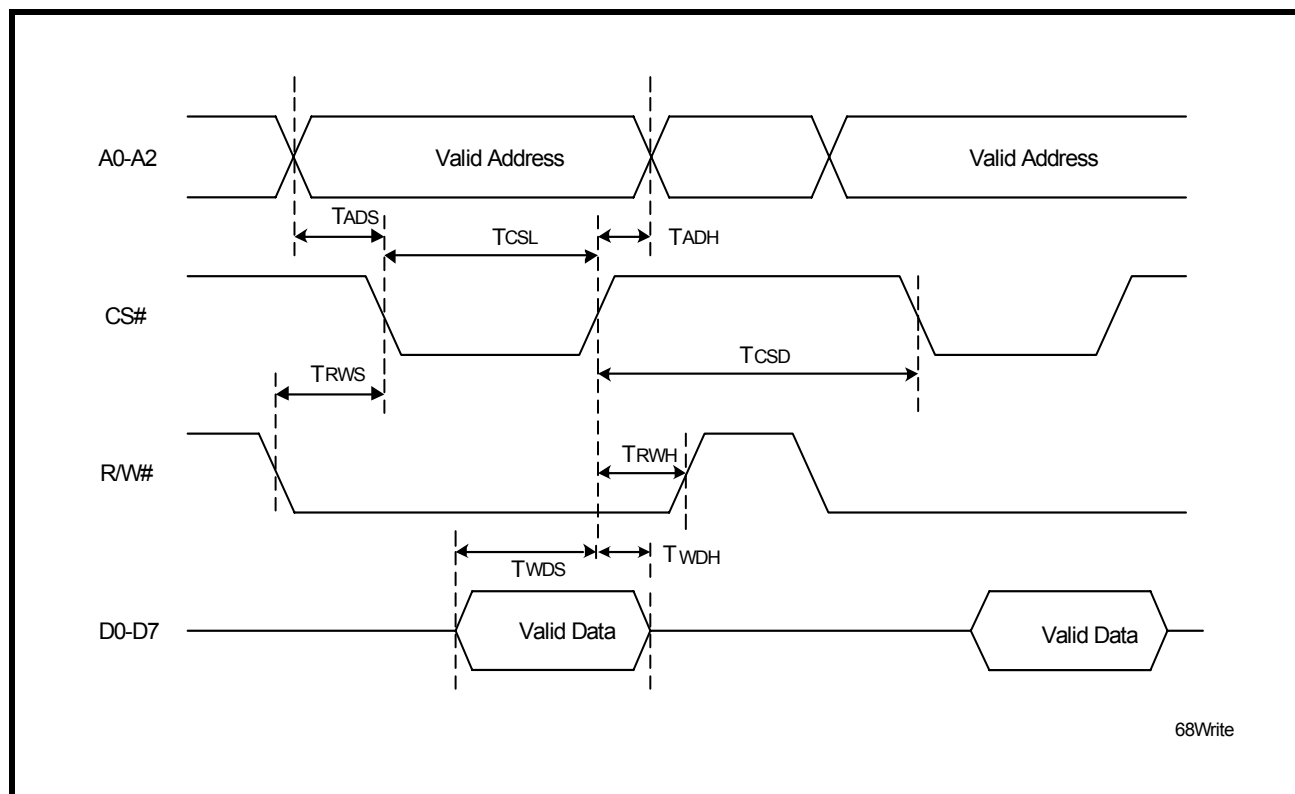 A0-A2
Valid Address
Valid Address
TADS
TCSL
TADH
CS#
TCSD
TRWS
R/W#
TRWH
TWDS
TWDH
D0-D7
Valid Data
Valid Data
68Write